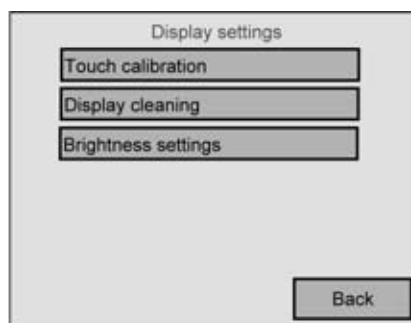 Display settings
Touch calibration
Display cleaning
Brightness settings
Back